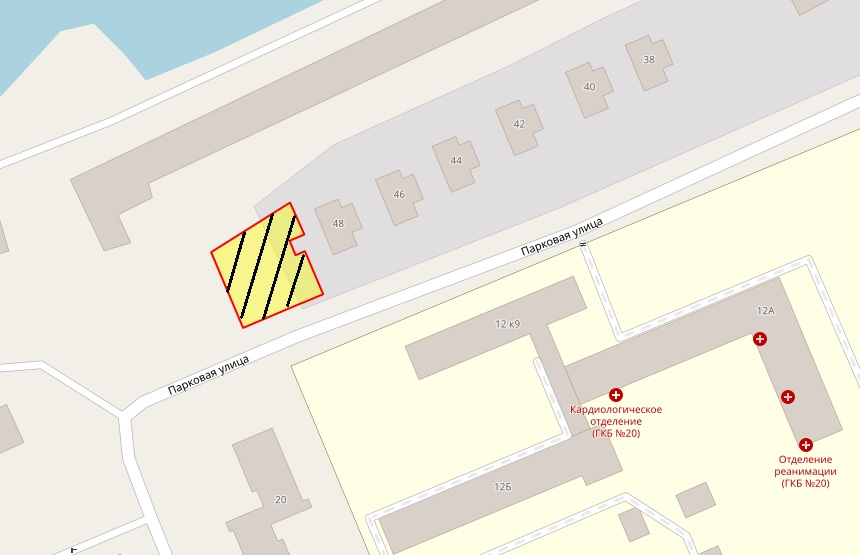 38
40
42
44
46
48
Парковая улица
12 к9
12А
Парковая улица
Кардиологическое
отделение
(ГКБ №20)
Отделение
реанимации
(ГКБ №20)
12Б
20